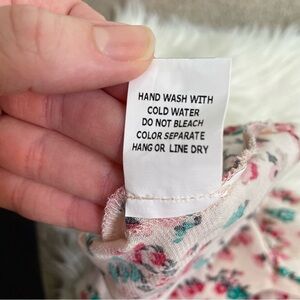 HAND WASH WITH
COLD WATER
DO NOT BLEACH
COLOR SEPARATE
HANG OR LINE DRY